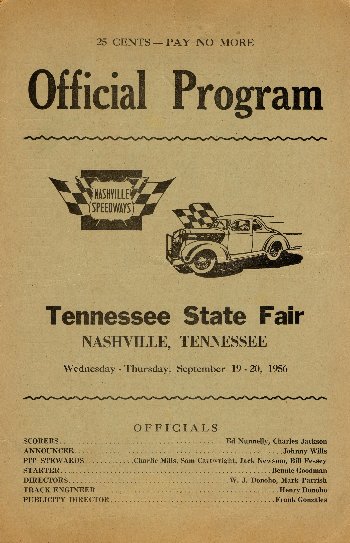 25 CENTS — PAY NO MORE
Official Program
NASHVILLE
SPEEDWAYS
Tennessee State Fair
NASHVILLE, TENNESSEE
Wednesday - Thursday, September 19 - 20, 1956
OFFICIALS
SCORERS Ed Nunnelly, Charles Jackson
ANNOUNCER Johnny Wills
PIT STEWARDS Charlie Mills, Sam Cartwright, Jack Newsom, Bill
STARTER Bennie Goodman
DIRECTORS W. J. Donoho, Mark Parrish
TRACK ENGINEER Henry Donoho
PUBLICITY DIRECTOR Frank Gonzales